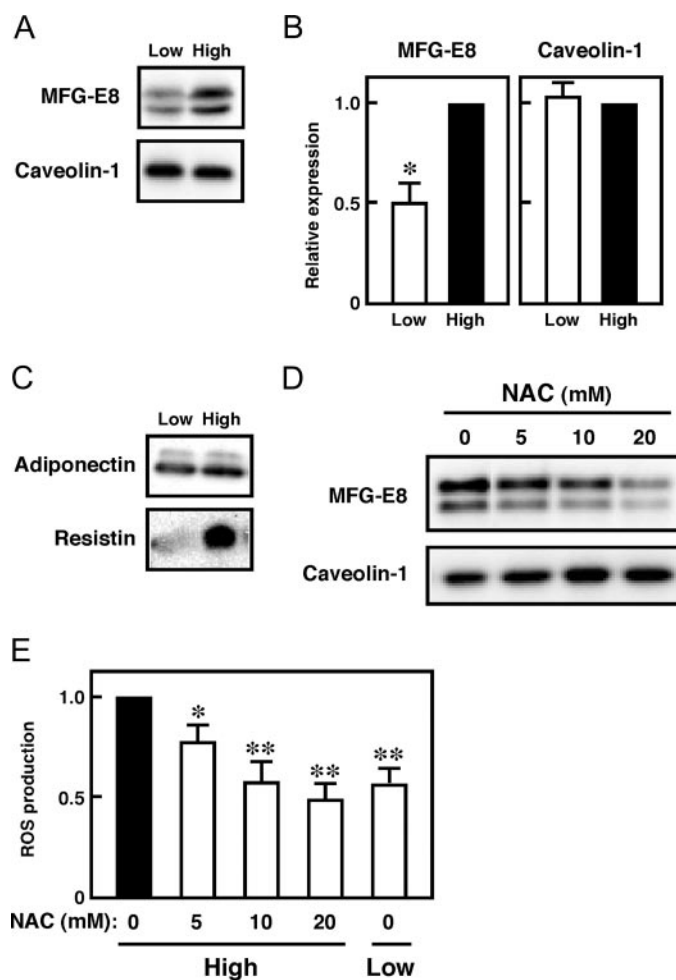 A
Low High
MFG-E8
Caveolin-1
B
MFG-E8 Caveolin-1
Relative expression
1.0
0.5
0
*
Low High Low High
C
Low High
Adiponectin
Resistin
D
NAC (mM)
0 5 10 20
MFG-E8
Caveolin-1
E
ROS production
1.0
0.5
0
* ** ** **
NAC (mM): 0 5 10 20 0
High Low